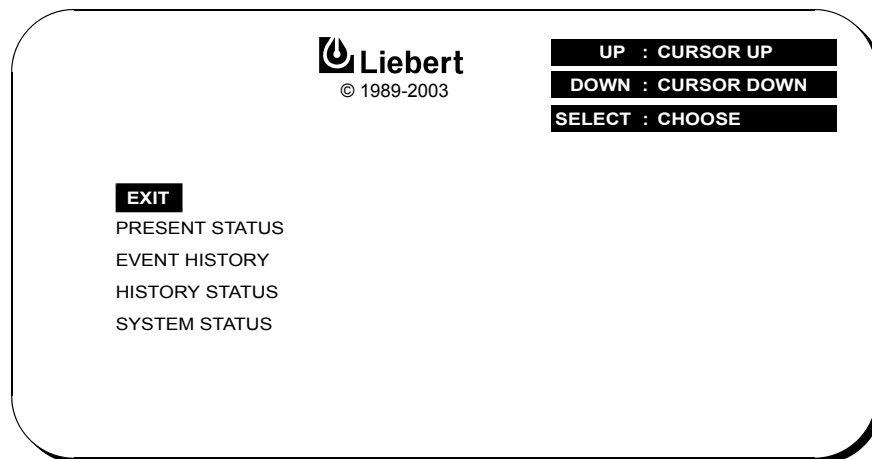 Liebert
© 1989-2003
UP : CURSOR UP
DOWN : CURSOR DOWN
SELECT : CHOOSE
EXIT
PRESENT STATUS
EVENT HISTORY
HISTORY STATUS
SYSTEM STATUS